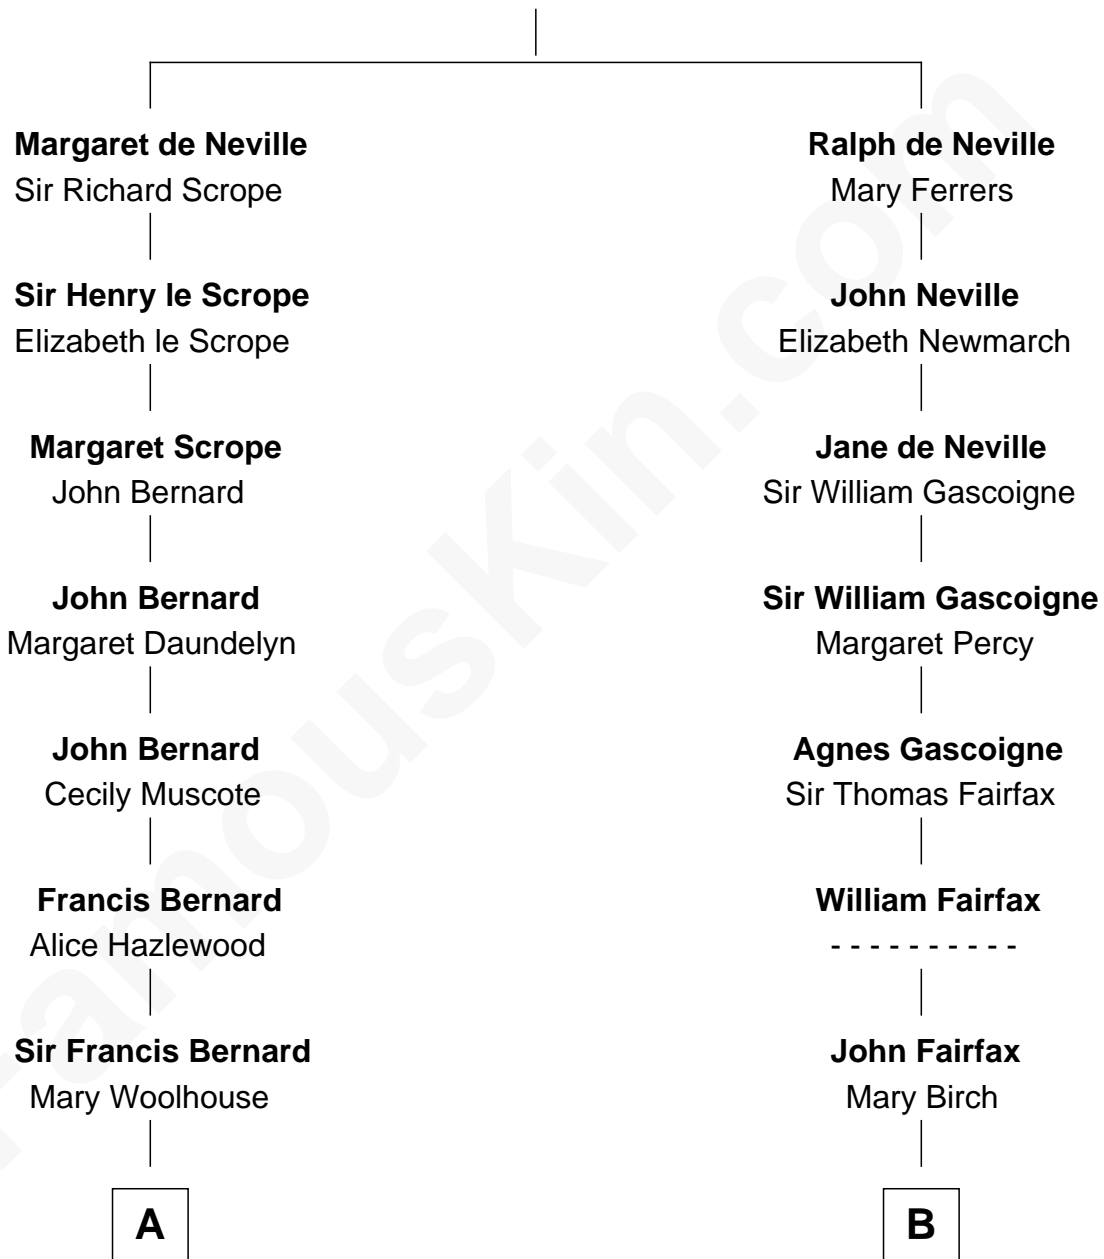 Margaret de Neville
Sir Richard Scrope
Sir Henry le Scrope
Elizabeth le Scrope
Margaret Scrope
John Bernard
John Bernard
Margaret Daundelyn
John Bernard
Cecily Muscote
Francis Bernard
Alice Hazlewood
Sir Francis Bernard
Mary Woolhouse
A
Ralph de Neville
Mary Ferrers
John Neville
Elizabeth Newmarch
Jane de Neville
Sir William Gascoigne
Sir William Gascoigne
Margaret Percy
Agnes Gascoigne
Sir Thomas Fairfax
William Fairfax
- - - - - - - - - -
John Fairfax
Mary Birch
B
FamousKin.com